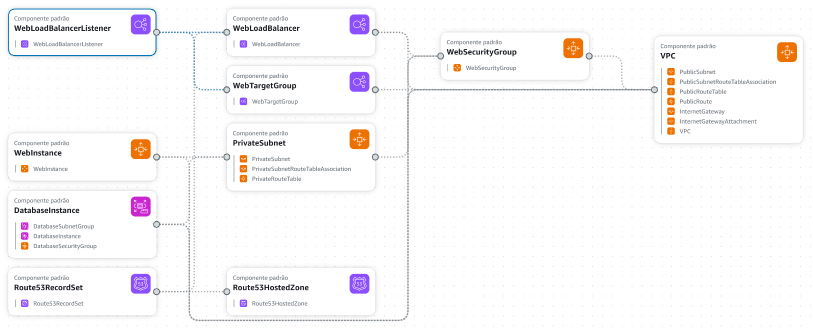 Componente padrão
WebLoadBalancerListener
WebLoadBalancerListener
Componente padrão
WebLoadBalancer
WebLoadBalancer
Componente padrão
WebSecurityGroup
WebSecurityGroup
Componente padrão
VPC
PublicSubnet
PublicSubnetRouteTableAssociation
PublicRouteTable
PublicRoute
InternetGateway
InternetGatewayAttachment
VPC
Componente padrão
WebTargetGroup
WebTargetGroup
Componente padrão
WebInstance
WebInstance
Componente padrão
PrivateSubnet
PrivateSubnet
PrivateSubnetRouteTableAssociation
PrivateRouteTable
Componente padrão
DatabaseInstance
DatabaseSubnetGroup
DatabaseInstance
DatabaseSecurityGroup
Componente padrão
Route53RecordSet
Route53RecordSet
Componente padrão
Route53HostedZone
Route53HostedZone